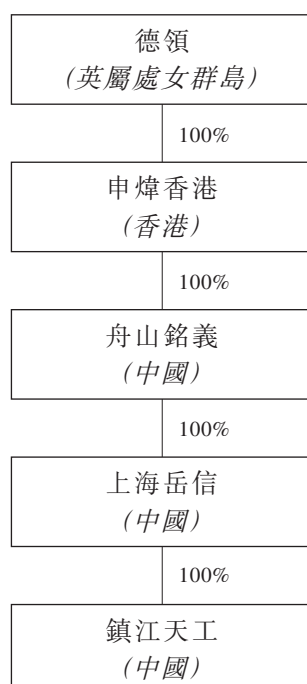 德領
(英屬處女群島)
100%
申煒香港
(香港)
100%
舟山銘義
(中國)
100%
上海岳信
(中國)
100%
鎮江天工
(中國)